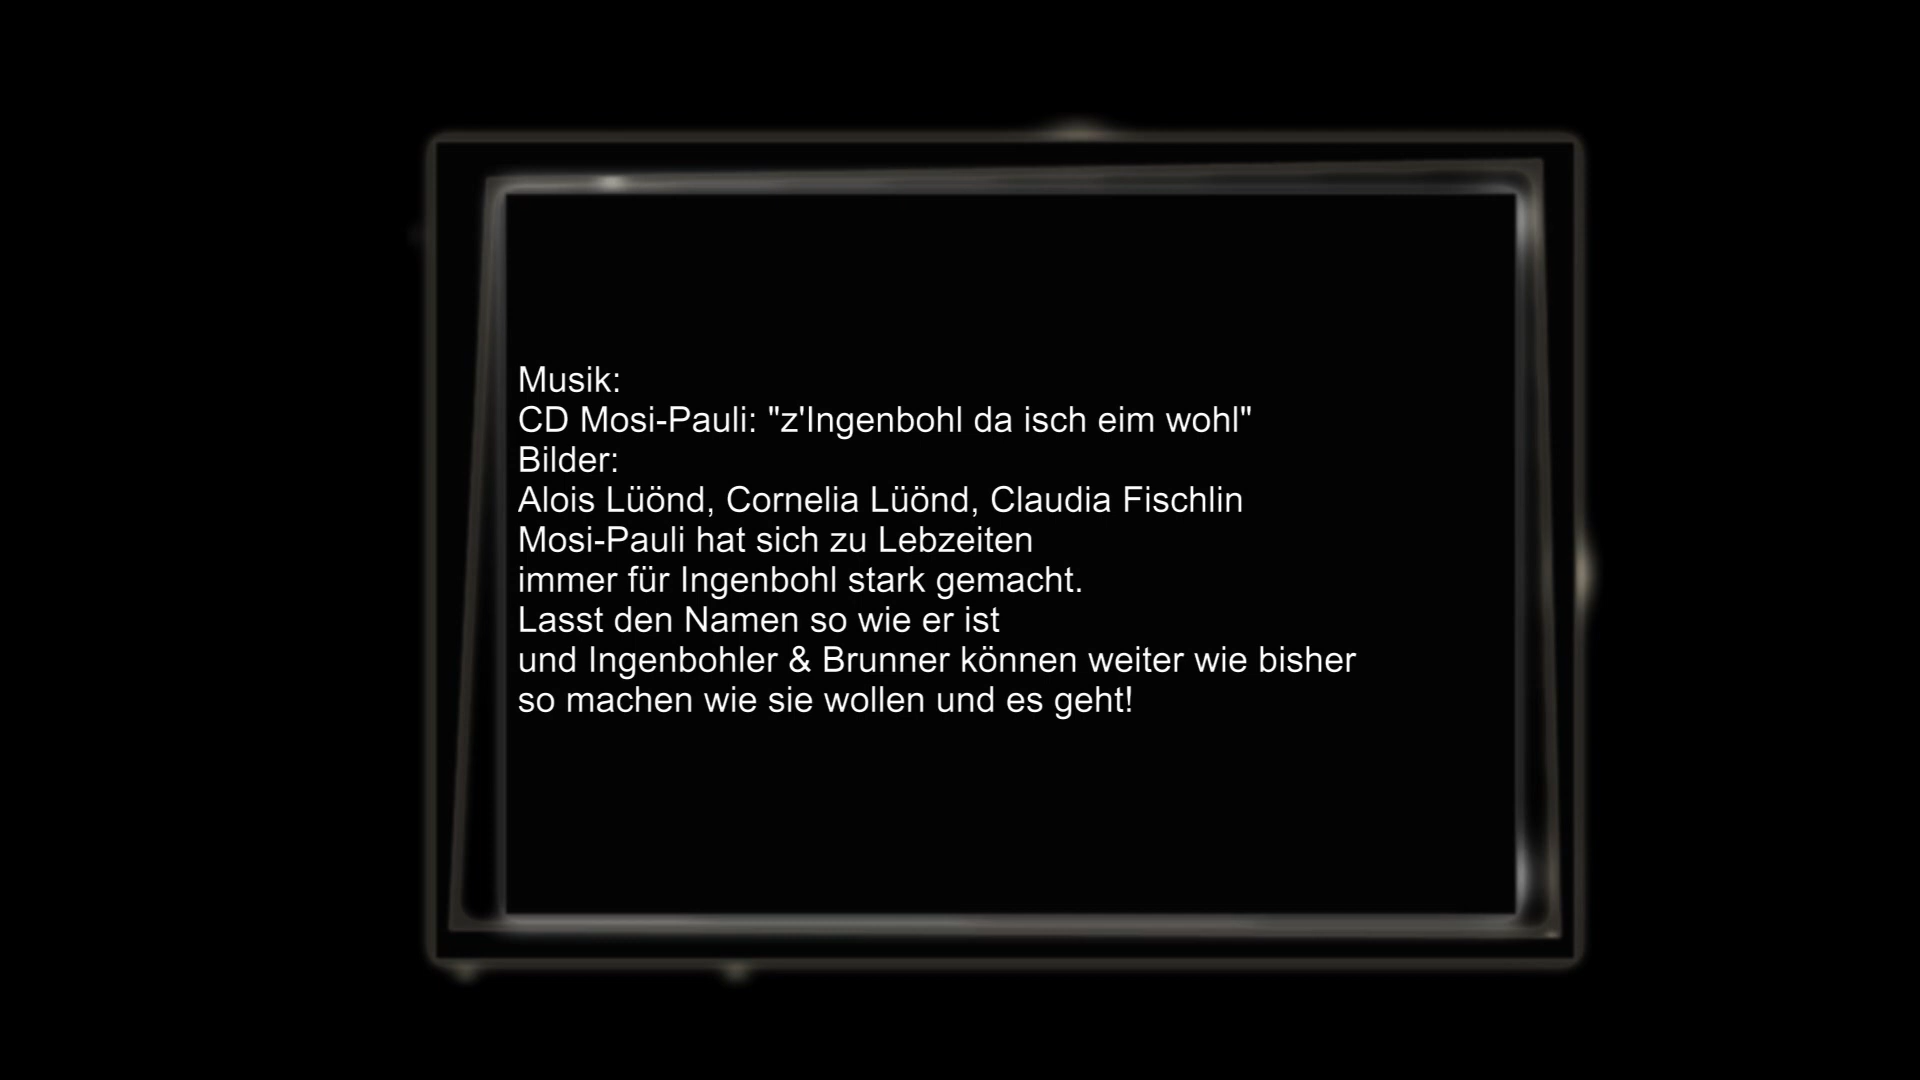 Musik:
CD Mosi-Pauli: "z'Ingenbohl da isch eim wohl"
Bilder:
Alois Lüönd, Cornelia Lüönd, Claudia Fischlin
Mosi-Pauli hat sich zu Lebzeiten
immer für Ingenbohl stark gemacht.
Lasst den Namen so wie er ist
und Ingenbohler & Brunner können weiter wie bisher
so machen wie sie wollen und es geht!